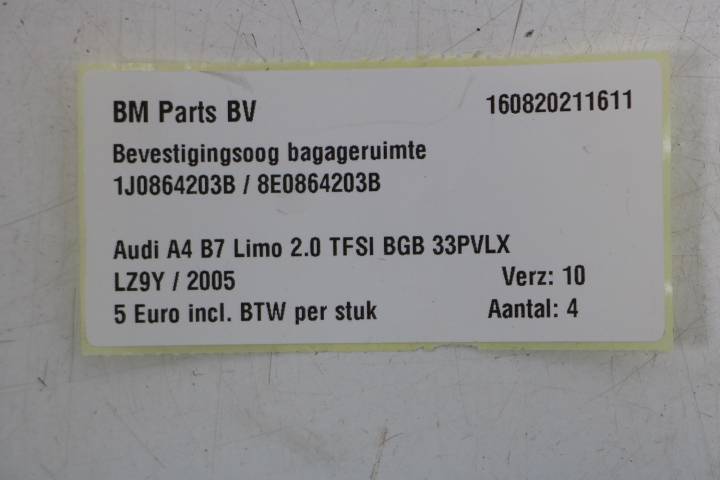 BM Parts BV 160820211611
Bevestigingsoog bagageruimte
1J0864203B / 8E0864203B
Audi A4 B7 Limo 2.0 TFSI BGB 33PVLX
LZ9Y / 2005 Verz: 10
5 Euro incl. BTW per stuk Aantal: 4